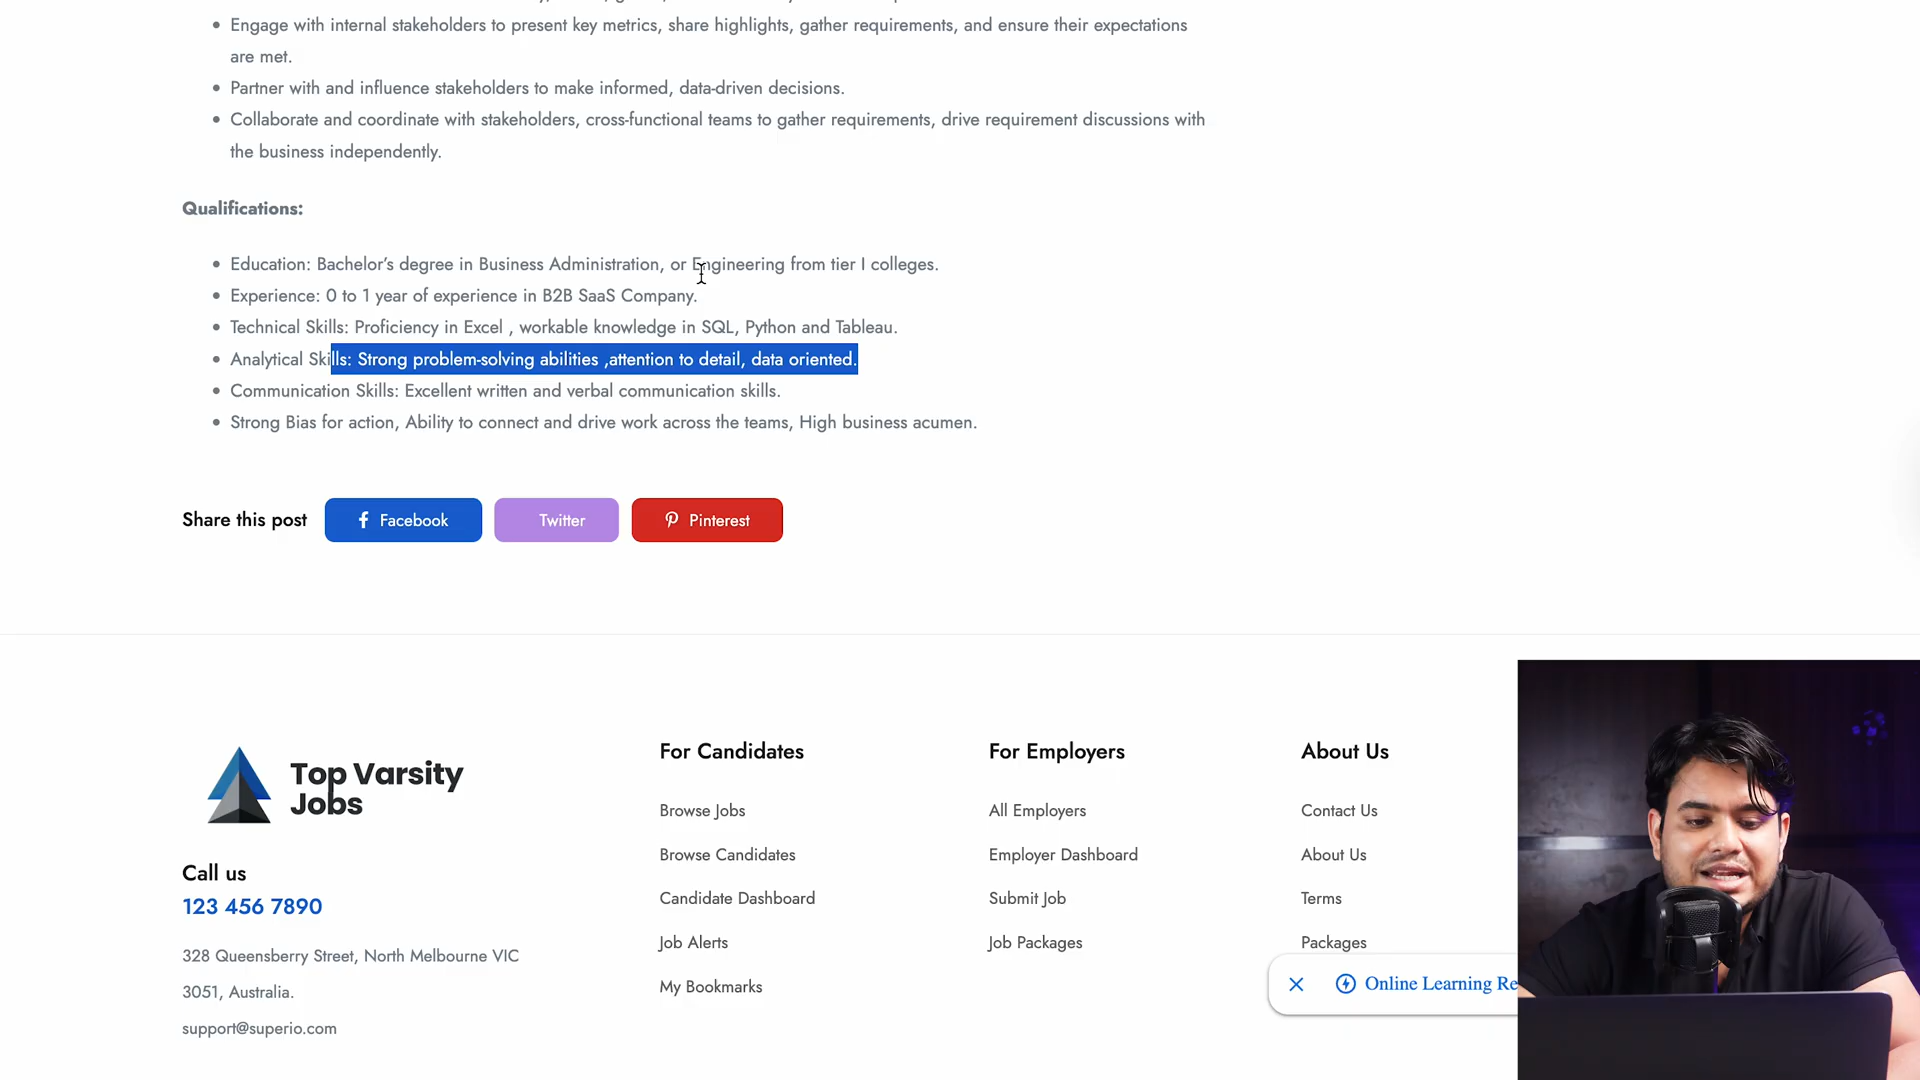 Engage with internal stakeholders to present key metrics, share highlights, gather requirements, and ensure their expectations
are met.
Partner with and influence stakeholders to make informed, data-driven decisions.
Collaborate and coordinate with stakeholders, cross-functional teams to gather requirements, drive requirement discussions with
the business independently.
Qualifications:
Education: Bachelor's degree in Business Administration, or Engineering from tier I colleges.
Experience: 0 to 1 year of experience in B2B SaaS Company.
Technical Skills: Proficiency in Excel , workable knowledge in SQL, Python and Tableau.
Analytical Skills: Strong problem-solving abilities ,attention to detail, data oriented.
Communication Skills: Excellent written and verbal communication skills.
Strong Bias for action, Ability to connect and drive work across the teams, High business acumen.
Share this post
Facebook
Twitter
Pinterest
Top Varsity
Jobs
Call us
123 456 7890
328 Queensberry Street, North Melbourne VIC
3051, Australia.
support@superio.com
For Candidates
Browse Jobs
Browse Candidates
Candidate Dashboard
Job Alerts
My Bookmarks
For Employers
All Employers
Employer Dashboard
Submit Job
Job Packages
About Us
Contact Us
About Us
Terms
Packages
Online Learning Re